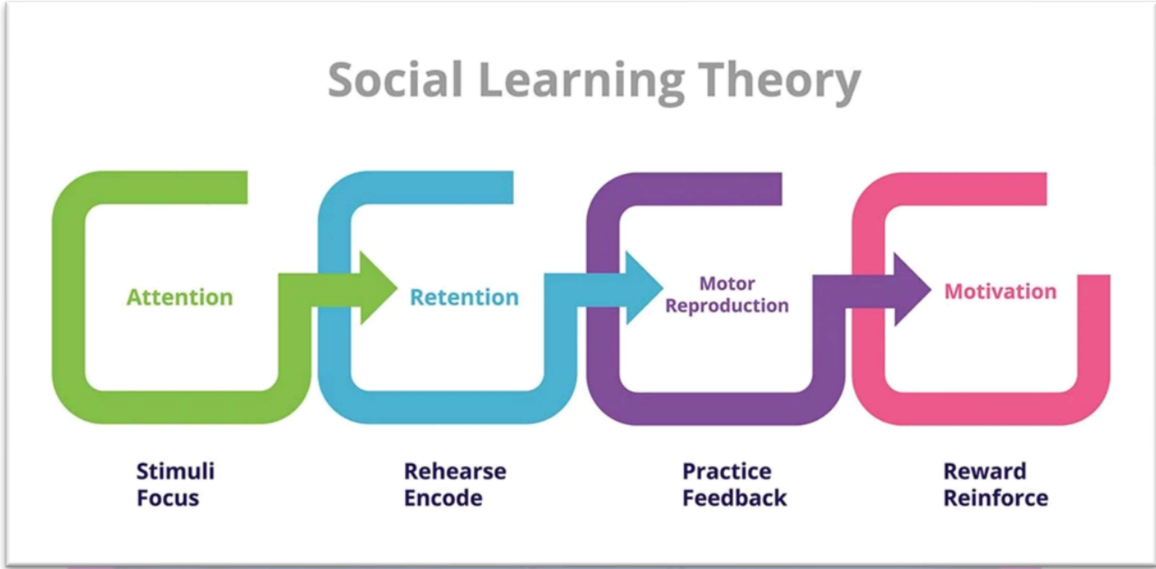 Social Learning Theory
Attention
Retention
Motor
Reproduction
Motivation
Stimuli
Focus
Rehearse
Encode
Practice
Feedback
Reward
Reinforce